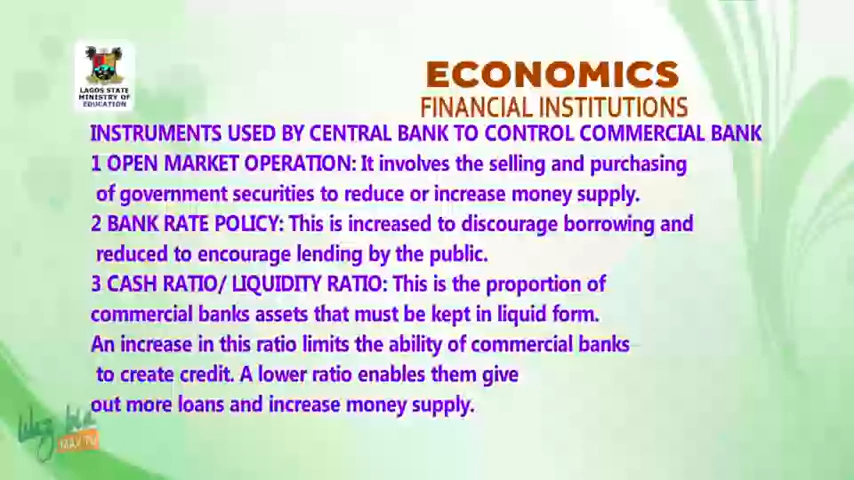 LAGOS STATE
MINISTRY OF
EDUCATION
ECONOMICS
FINANCIAL INSTITUTIONS
INSTRUMENTS USED BY CENTRAL BANK TO CONTROL COMMERCIAL BANK
1 OPEN MARKET OPERATION: It involves the selling and purchasing
of government securities to reduce or increase money supply.
2 BANK RATE POLICY: This is increased to discourage borrowing and
reduced to encourage lending by the public.
3 CASH RATIO/ LIQUIDITY RATIO: This is the proportion of
commercial banks assets that must be kept in liquid form.
An increase in this ratio limits the ability of commercial banks
to create credit. A lower ratio enables them give
out more loans and increase money supply.